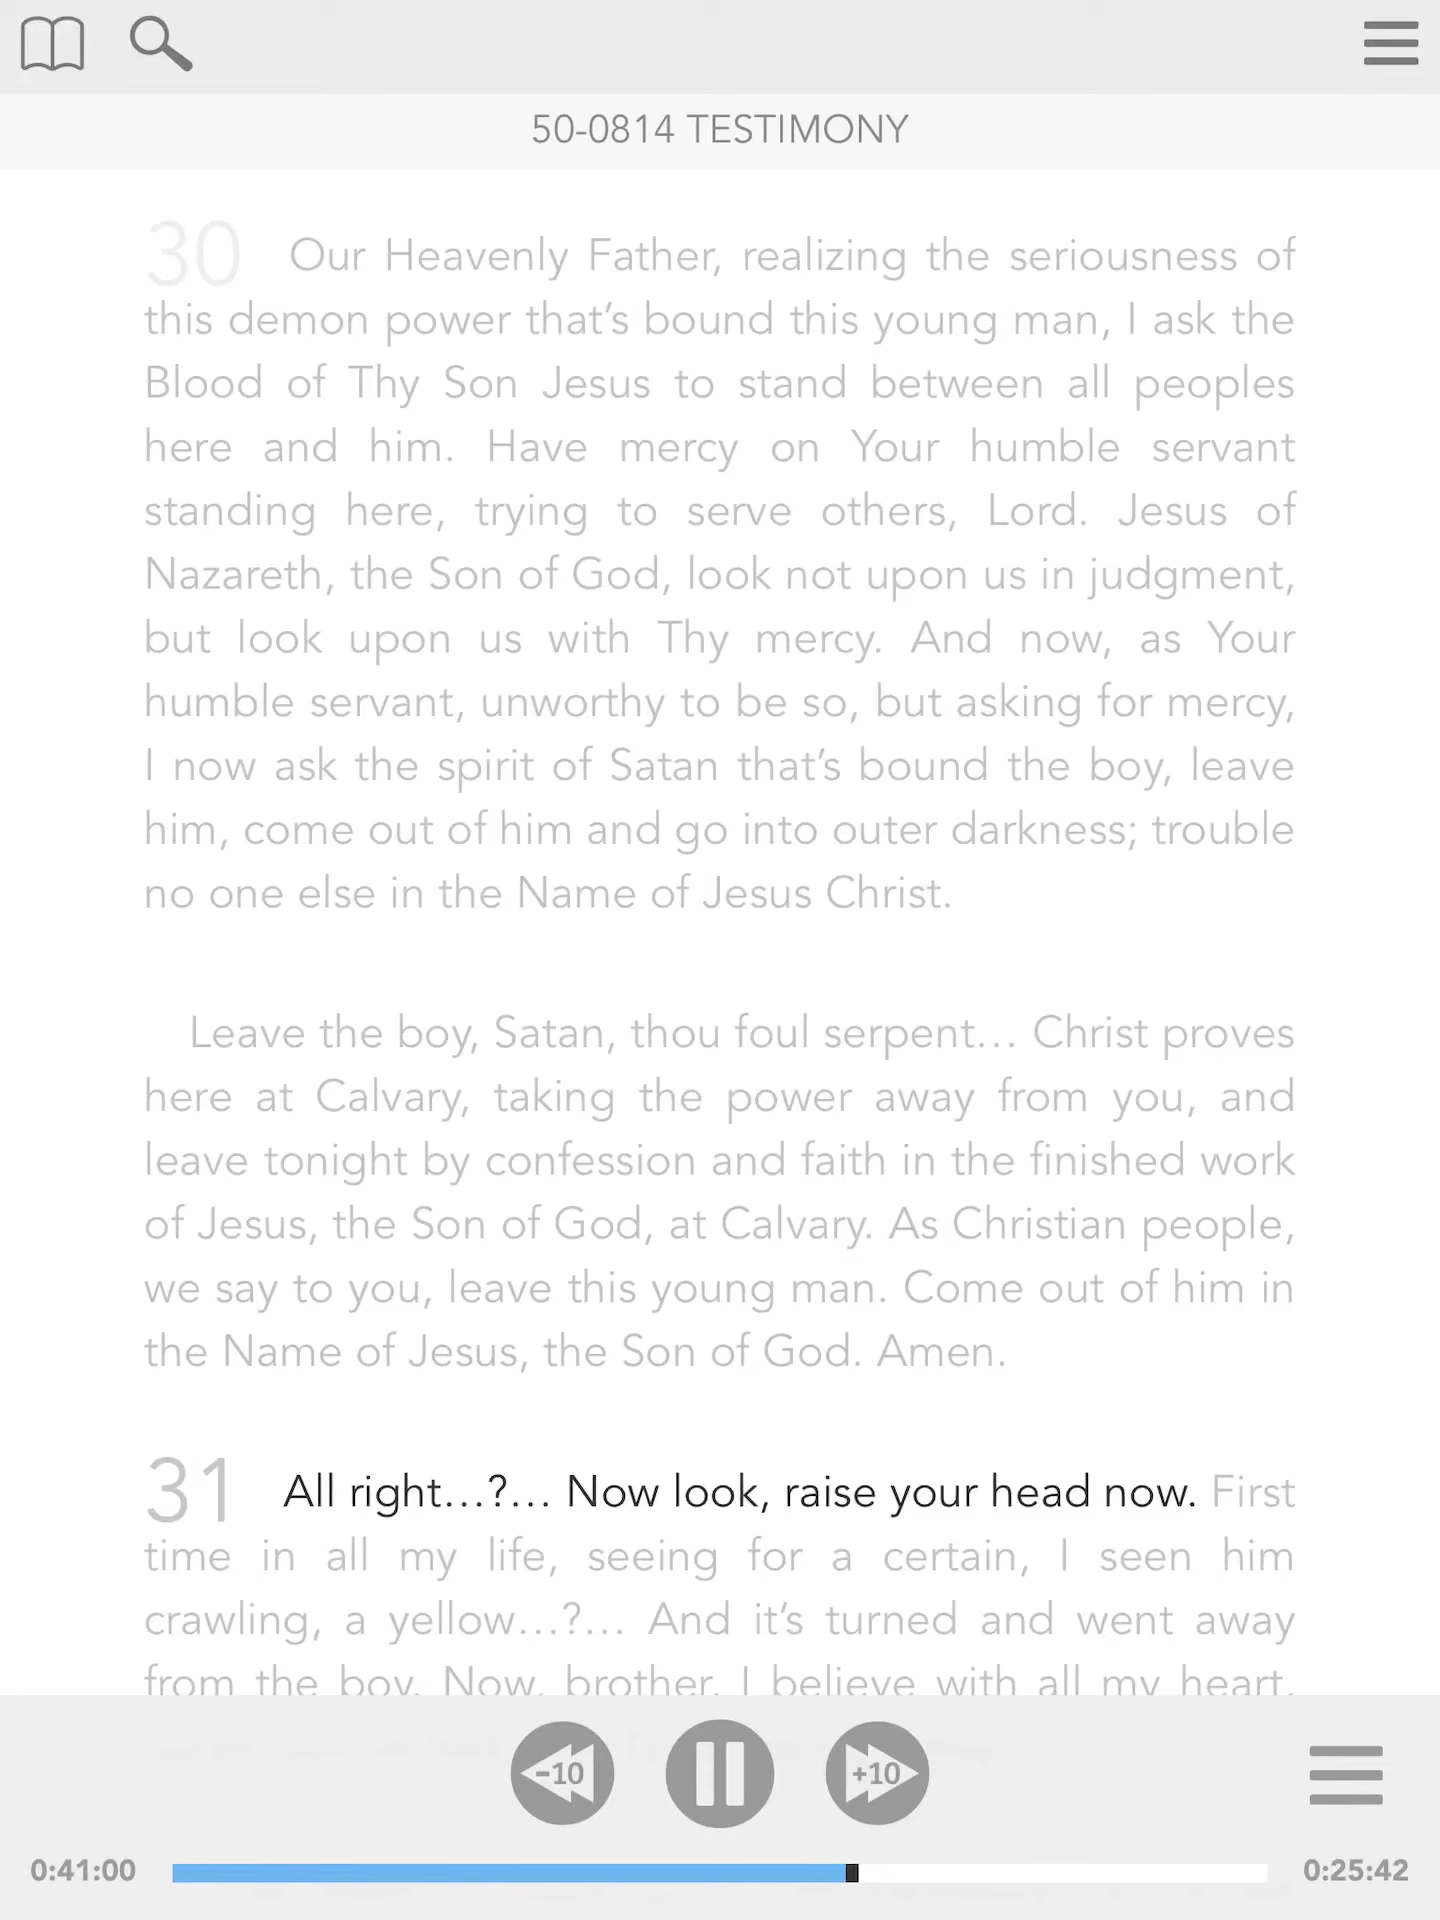 50-0814 TESTIMONY
30 Our Heavenly Father, realizing the seriousness of
this demon power that’s bound this young man, I ask the
Blood of Thy Son Jesus to stand between all peoples
here and him. Have mercy on Your humble servant
standing here, trying to serve others, Lord. Jesus of
Nazareth, the Son of God, look not upon us in judgment,
but look upon us with Thy mercy. And now, as Your
humble servant, unworthy to be so, but asking for mercy,
I now ask the spirit of Satan that’s bound the boy, leave
him, come out of him and go into outer darkness; trouble
no one else in the Name of Jesus Christ.
Leave the boy, Satan, thou foul serpent… Christ proves
here at Calvary, taking the power away from you, and
leave tonight by confession and faith in the finished work
of Jesus, the Son of God, at Calvary. As Christian people,
we say to you, leave this young man. Come out of him in
the Name of Jesus, the Son of God. Amen.
31 All right…?… Now look, raise your head now. First
time in all my life, seeing for a certain, I seen him
crawling, a yellow…?… And it’s turned and went away
from the boy. Now, brother, I believe with all my heart,
-10 +10
0:41:00 0:25:42